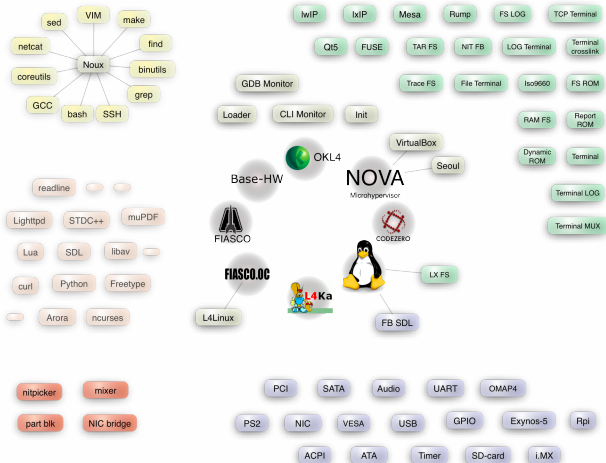 sed
VIM
make
netcat
find
Noux
coreutils
binutils
GCC
grep
bash
SSH
lwIP
lxIP
Mesa
Rump
FS LOG
TCP Terminal
Qt5
FUSE
TAR FS
NIT FB
LOG Terminal
Terminal
crosslink
Trace FS
File Terminal
Iso9660
FS ROM
RAM FS
Report
ROM
Dynamic
ROM
Terminal
Terminal LOG
Terminal MUX
GDB Monitor
Loader
CLI Monitor
Init
VirtualBox
Seoul
OKL4
Base-HW
NOVA
Microhypervisor
FIASCO
CODEZERO
FIASCO.OC
L4Ka
LX FS
L4Linux
FB SDL
readline
Lighttpd
STDC++
muPDF
Lua
SDL
libav
curl
Python
Freetype
Arora
ncurses
nitpicker
mixer
part blk
NIC bridge
PCI
SATA
Audio
UART
OMAP4
PS2
NIC
VESA
USB
GPIO
Exynos-5
Rpi
ACPI
ATA
Timer
SD-card
i.MX